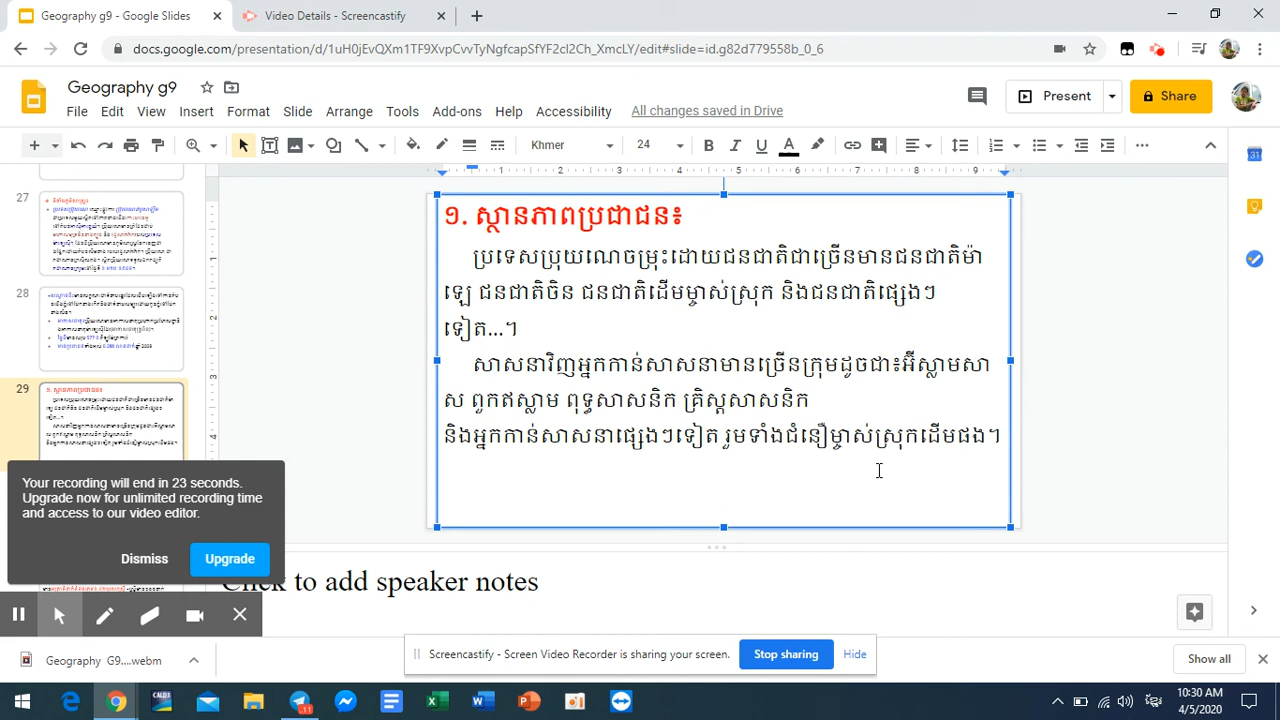 Geography g9 - Google Slides
Video Details - Screencastify
docs.google.com/presentation/d/1uH0jEvQXm1TF9XvpCvvTyNgfcapSfYF2cl2Ch_XmcLY/edit#slide=id.g82d779558b_0_6
Geography g9
File Edit View Insert Format Slide Arrange Tools Add-ons Help Accessibility All changes saved in Drive
Present
Share
Khmer 24
1 2 3 4 5 6 7 8 9
27
28
29
១. ស្ថានភាពប្រជាជន៖
ប្រទេសប្រុយណេចម្រុះដោយជនជាតិជាច្រើនមានជនជាតិម៉ា
ឡេ ជនជាតិចិន ជនជាតិដើមម្ចាស់ស្រុក និងជនជាតិផ្សេងៗ
ទៀត...។
សាសនាវិញអ្នកកាន់សាសនាមានច្រើនក្រុមដូចជា៖អ៊ីស្លាមសា
ស ពួកឥស្លាម ពុទ្ធសាសនិក គ្រិស្តសាសនិក
និងអ្នកកាន់សាសនាផ្សេងៗទៀត រួមទាំងជំនឿម្ចាស់ស្រុកដើមផង។
Your recording will end in 23 seconds.
Upgrade now for unlimited recording time
and access to our video editor.
Dismiss Upgrade
Click to add speaker notes
Screencastify - Screen Video Recorder is sharing your screen. Stop sharing Hide
Geography G9....webm
Show all
10:30 AM
4/5/2020